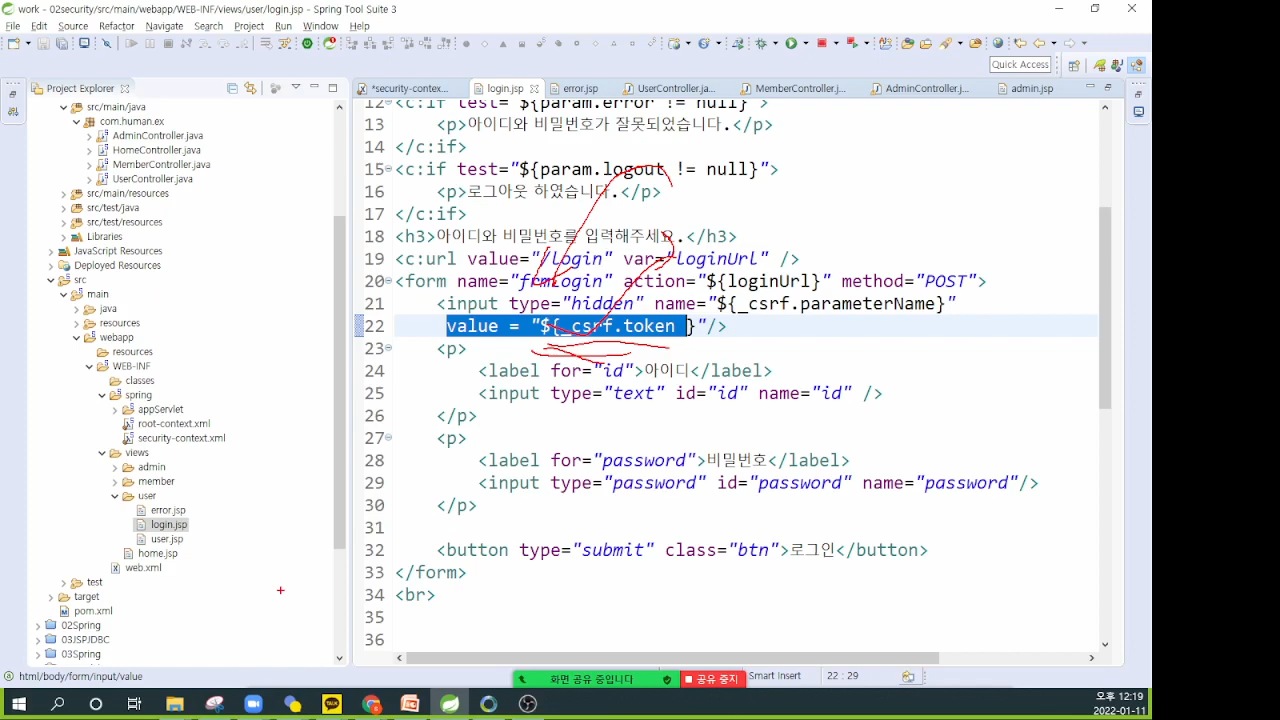 work - 02security/src/main/webapp/WEB-INF/views/user/login.jsp - Spring Tool Suite 3
File Edit Source Refactor Navigate Search Project Run Window Help
Quick Access
Project Explorer
*security-contex...
login.jsp
error.jsp
UserController.ja...
MemberController.j...
AdminController.j...
admin.jsp
src/main/java
com.human.ex
AdminController.java
HomeController.java
MemberController.java
UserController.java
src/main/resources
src/test/java
src/test/resources
Libraries
JavaScript Resources
Deployed Resources
src
main
java
resources
webapp
resources
WEB-INF
classes
spring
appServlet
root-context.xml
security-context.xml
views
admin
member
user
error.jsp
login.jsp
user.jsp
home.jsp
web.xml
test
target
pom.xml
02Spring
03JSPJDBC
03Spring
12 <c:if test="${param.error != null}">
13 <p>아이디와 비밀번호가 잘못되었습니다.</p>
14 </c:if>
15 <c:if test="${param.logout != null}">
16 <p>로그아웃 하였습니다.</p>
17 </c:if>
18 <h3>아이디와 비밀번호를 입력해주세요.</h3>
19 <c:url value="/login" var="loginUrl" />
20 <form name="frmLogin" action="${loginUrl}" method="POST">
21 <input type="hidden" name="${_csrf.parameterName}"
22 value = "${_csrf.token }"/>
23 <p>
24 <label for="id">아이디</label>
25 <input type="text" id="id" name="id" />
26 </p>
27 <p>
28 <label for="password">비밀번호</label>
29 <input type="password" id="password" name="password"/>
30 </p>
31
32 <button type="submit" class="btn">로그인</button>
33 </form>
34 <br>
35
36
html/body/form/input/value
화면 공유 중입니다
공유 중지
Smart Insert
22 : 29
TALK
오후 12:19
2022-01-11